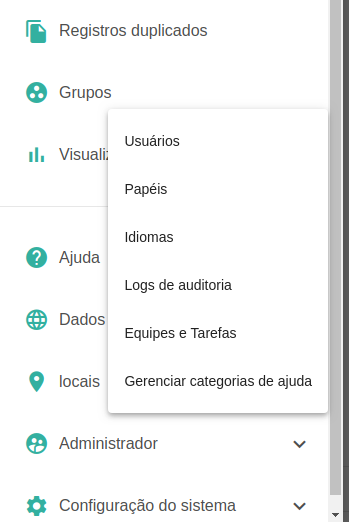 Registros duplicados
Grupos
Usuários
Visualiz
Papéis
Idiomas
Ajuda
Logs de auditoria
Dados
Equipes e Tarefas
locais
Gerenciar categorias de ajuda
Administrador
Configuração do sistema